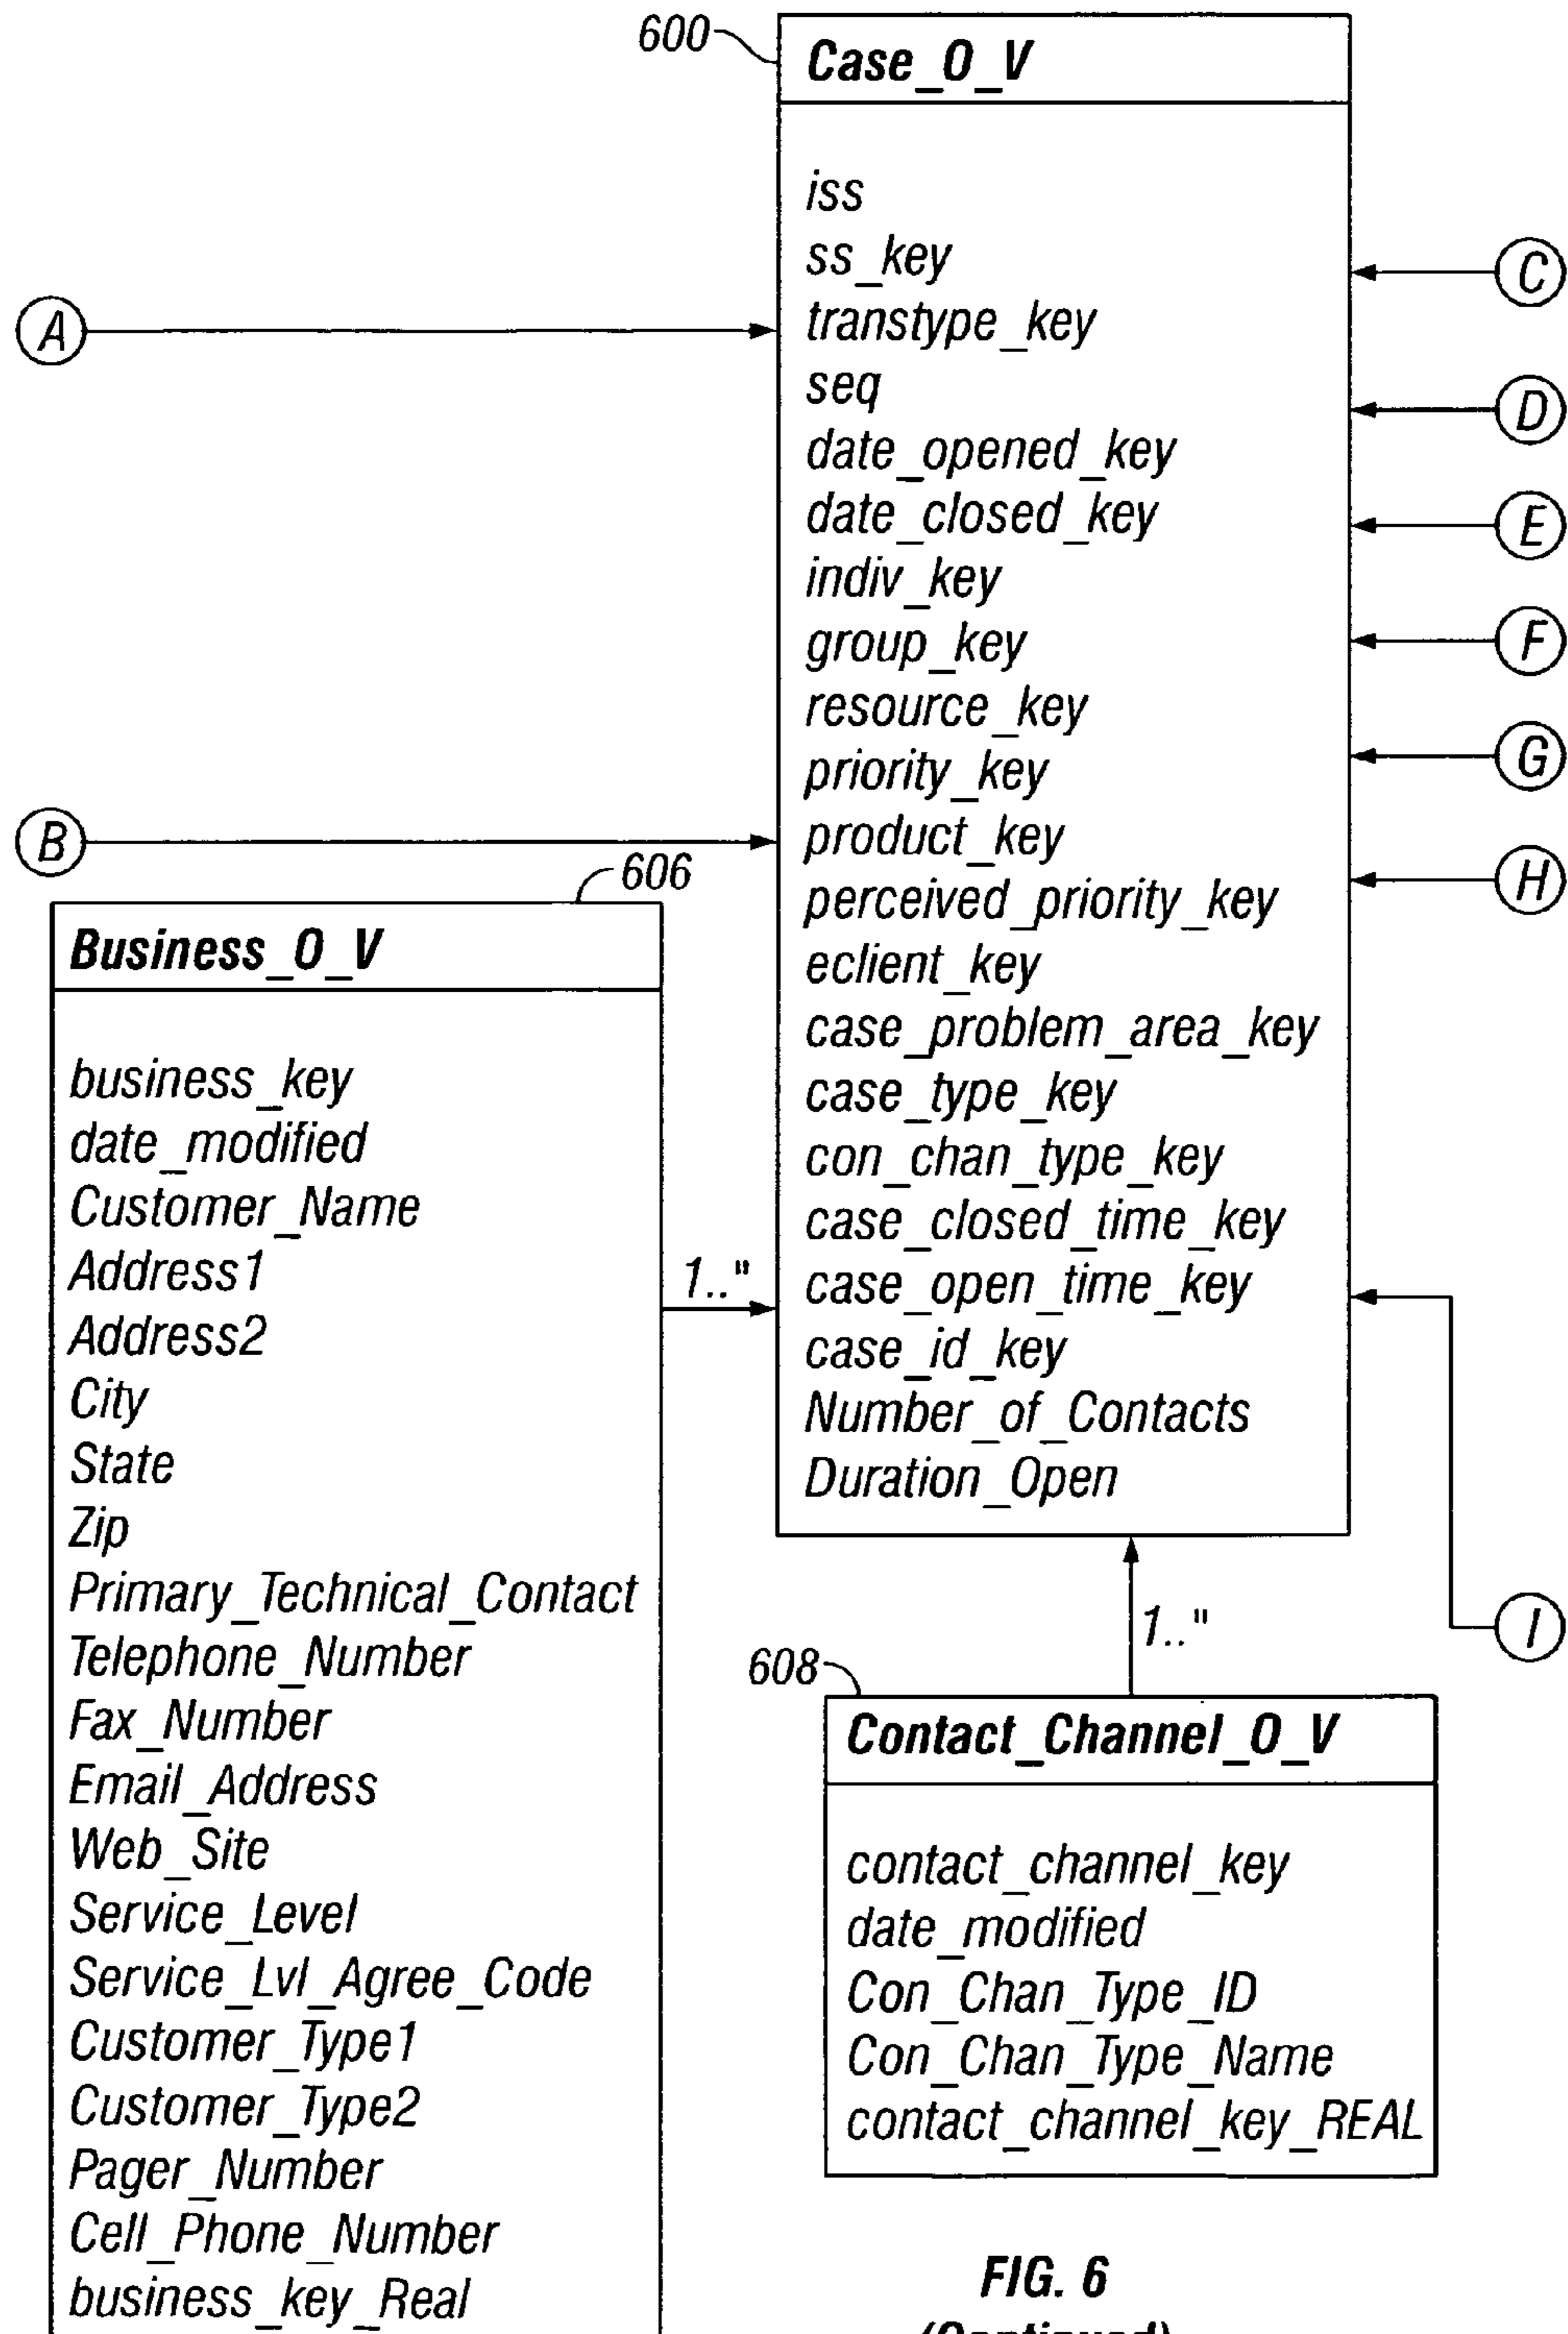 600
Case_O_V
iss
ss_key
transtype_key
seq
date_opened_key
date_closed_key
indiv_key
group_key
resource_key
priority_key
product_key
perceived_priority_key
eclient_key
case_problem_area_key
case_type_key
con_chan_type_key
case_closed_time_key
case_open_time_key
case_id_key
Number_of_Contacts
Duration_Open
A
B
C
D
E
F
G
H
I
606
Business_O_V
business_key
date_modified
Customer_Name
Address1
Address2
City
State
Zip
Primary_Technical_Contact
Telephone_Number
Fax_Number
Email_Address
Web_Site
Service_Level
Service_Lvl_Agree_Code
Customer_Type1
Customer_Type2
Pager_Number
Cell_Phone_Number
business_key_Real
1.."
1.."
608
Contact_Channel_O_V
contact_channel_key
date_modified
Con_Chan_Type_ID
Con_Chan_Type_Name
contact_channel_key_REAL
FIG. 6
(Continued)